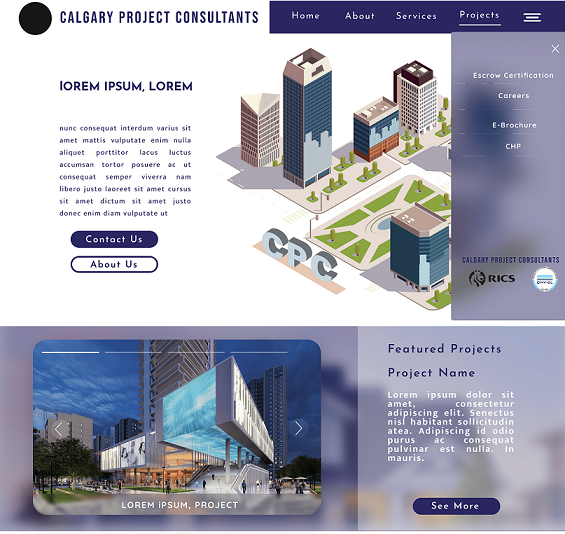 CALGARY PROJECT CONSULTANTS
Home About Services Projects
Escrow Certification
Careers
E-Brochure
CHP
lOREM IPSUM, LOREM
nunc consequat interdum varius sit
amet mattis vulputate enim nulla
aliquet porttitor lacus luctus
accumsan tortor posuere ac ut
consequat semper viverra nam
libero justo laoreet sit amet cursus
sit amet dictum sit amet justo
donec enim diam vulputate ut
Contact Us
About Us
CPC
CALGARY PROJECT CONSULTANTS
RICS
DNV·GL
Featured Projects
Project Name
Lorem ipsum dolor sit
amet, consectetur
adipiscing elit. Senectus
nisl habitant sollicitudin
atea. Adipiscing id odio
purus ac consequat
pulvinar est nulla. In
mauris.
See More
LOREM IPSUM, PROJECT